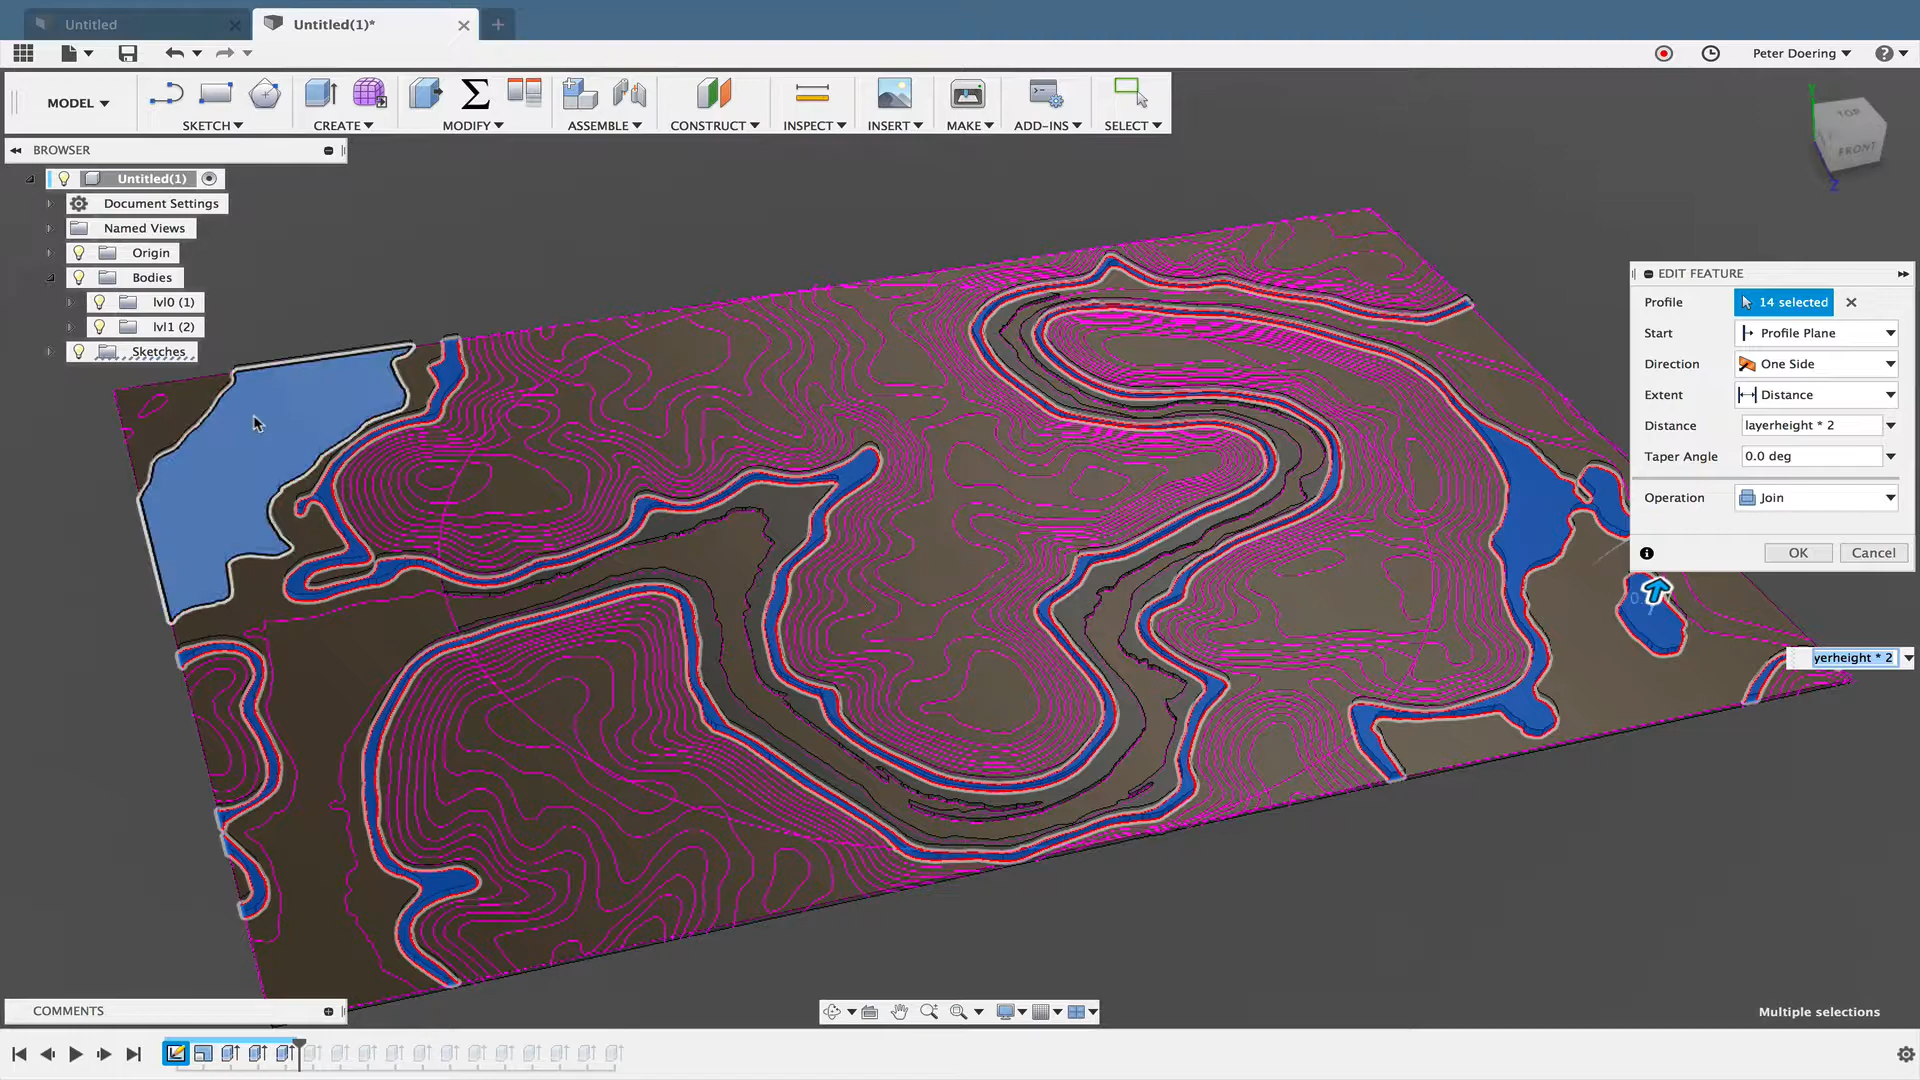 Untitled
Untitled(1)*
Peter Doering
MODEL
SKETCH
CREATE
MODIFY
ASSEMBLE
CONSTRUCT
INSPECT
INSERT
MAKE
ADD-INS
SELECT
TOP
FRONT
Y
Z
BROWSER
Untitled(1)
Document Settings
Named Views
Origin
Bodies
lvl0 (1)
lvl1 (2)
Sketches
EDIT FEATURE
Profile
14 selected
Start
Profile Plane
Direction
One Side
Extent
Distance
Distance
layerheight * 2
Taper Angle
0.0 deg
Operation
Join
OK
Cancel
yerheight * 2
COMMENTS
Multiple selections